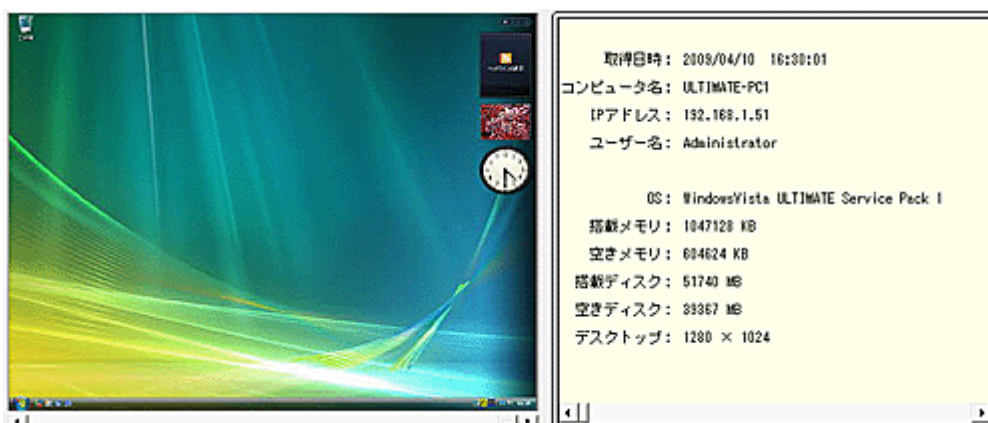 取得日時： 2009/04/10 16:30:01
コンピュータ名： ULTIMATE-PC1
IPアドレス： 192.168.1.51
ユーザー名： Administrator
OS： WindowsVista ULTIMATE Service Pack 1
搭載メモリ： 1047128 KB
空きメモリ： 604624 KB
搭載ディスク： 51740 MB
空きディスク： 39367 MB
デスクトップ： 1280 × 1024